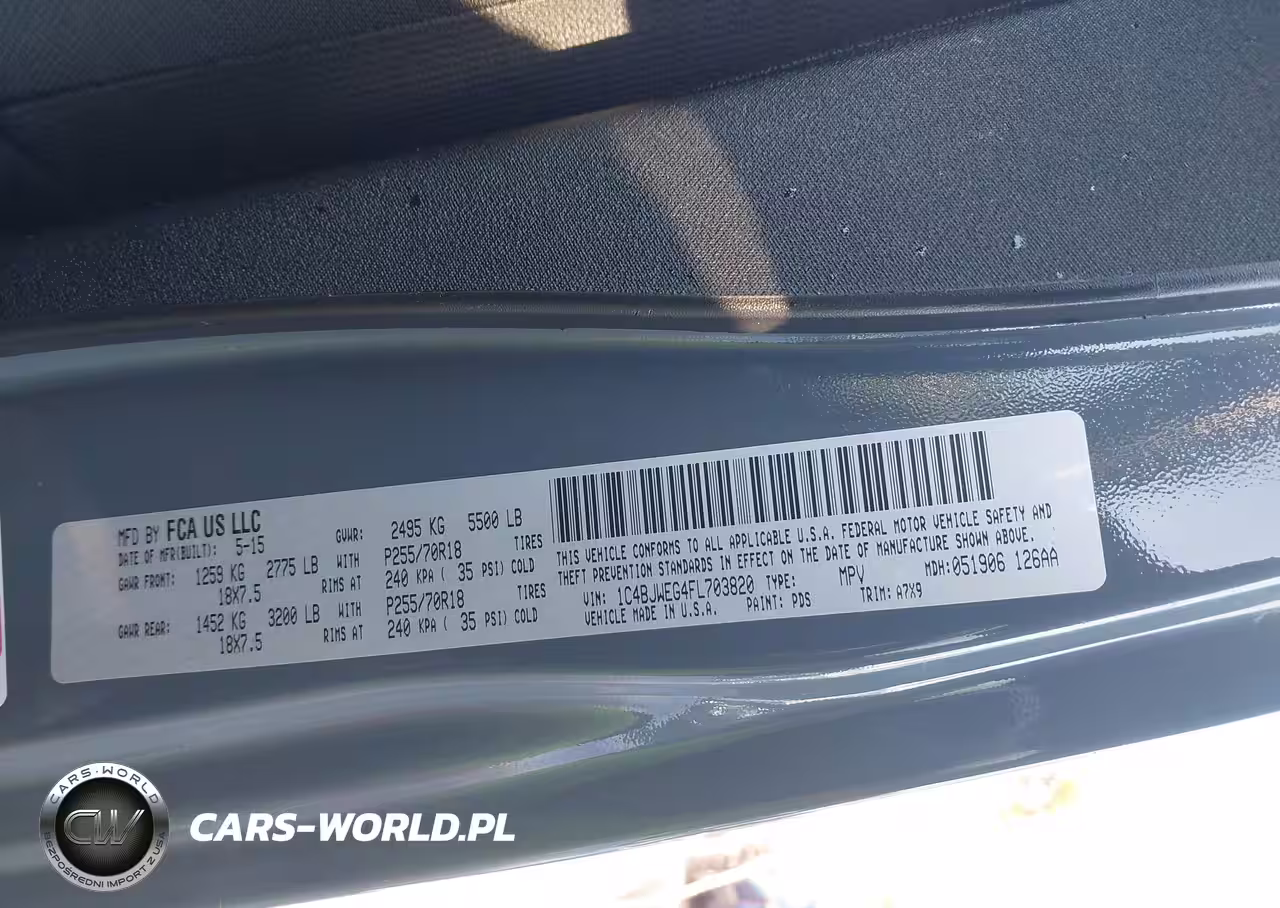 MFD BY FCA US LLC
DATE OF MFR(BUILT): 5-15
GVWR: 2495 KG 5500 LB
GAWR FRONT: 1259 KG 2775 LB WITH P255/70R18 TIRES
18X7.5 RIMS AT 240 KPA ( 35 PSI) COLD
GAWR REAR: 1452 KG 3200 LB WITH P255/70R18 TIRES
18X7.5 RIMS AT 240 KPA ( 35 PSI) COLD
THIS VEHICLE CONFORMS TO ALL APPLICABLE U.S.A. FEDERAL MOTOR VEHICLE SAFETY AND
THEFT PREVENTION STANDARDS IN EFFECT ON THE DATE OF MANUFACTURE SHOWN ABOVE.
VIN: 1C4BJWEG4FL703820 TYPE: MPV MDH:051906 126AA
VEHICLE MADE IN U.S.A. PAINT: PDS TRIM: A7X9
CARS-WORLD
CW
BEZPOŚREDNI IMPORT Z USA
CARS-WORLD.PL